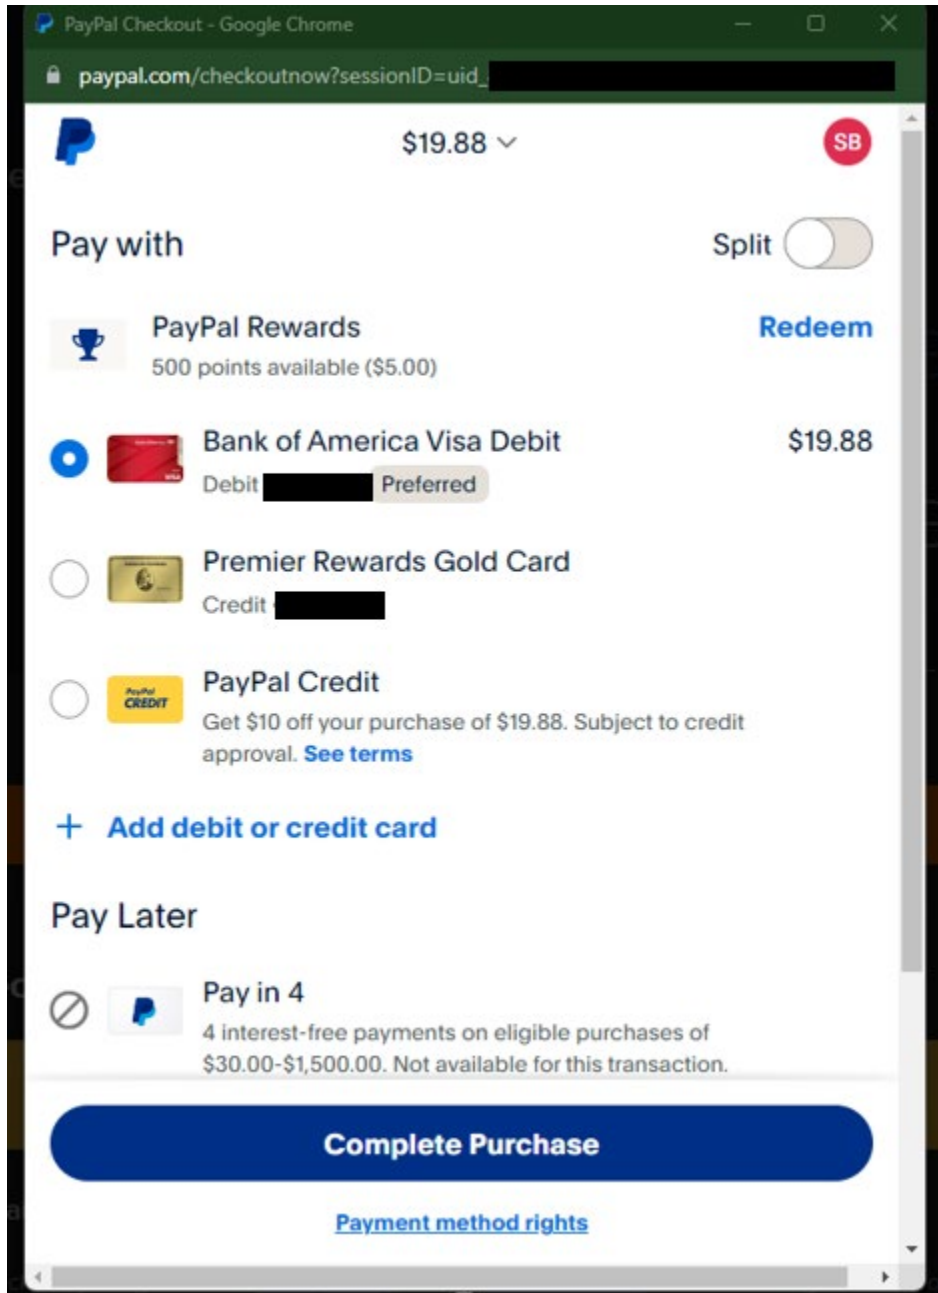 PayPal Checkout - Google Chrome
paypal.com/checkoutnow?sessionID=uid_
$19.88
SB
Pay with
Split
PayPal Rewards
Redeem
500 points available ($5.00)
Bank of America Visa Debit
$19.88
Debit
Preferred
VISA
Premier Rewards Gold Card
Credit
PayPal Credit
PayPal
CREDIT
Get $10 off your purchase of $19.88. Subject to credit
approval. See terms
+ Add debit or credit card
Pay Later
Pay in 4
4 interest-free payments on eligible purchases of
$30.00-$1,500.00. Not available for this transaction.
Complete Purchase
Payment method rights